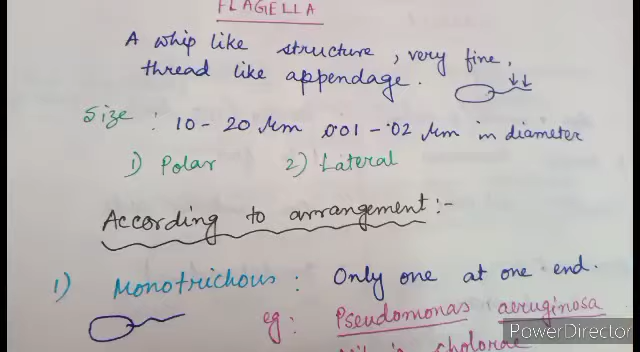 FLAGELLA
A whip like structure, very fine,
thread like appendage.
Size : 10 - 20 μm .001 - .02 μm in diameter
1) Polar 2) Lateral
According to arrangement :-
1) Monotrichous : Only one at one end.
eg: Pseudomonas aeruginosa
cholorae
PowerDirector